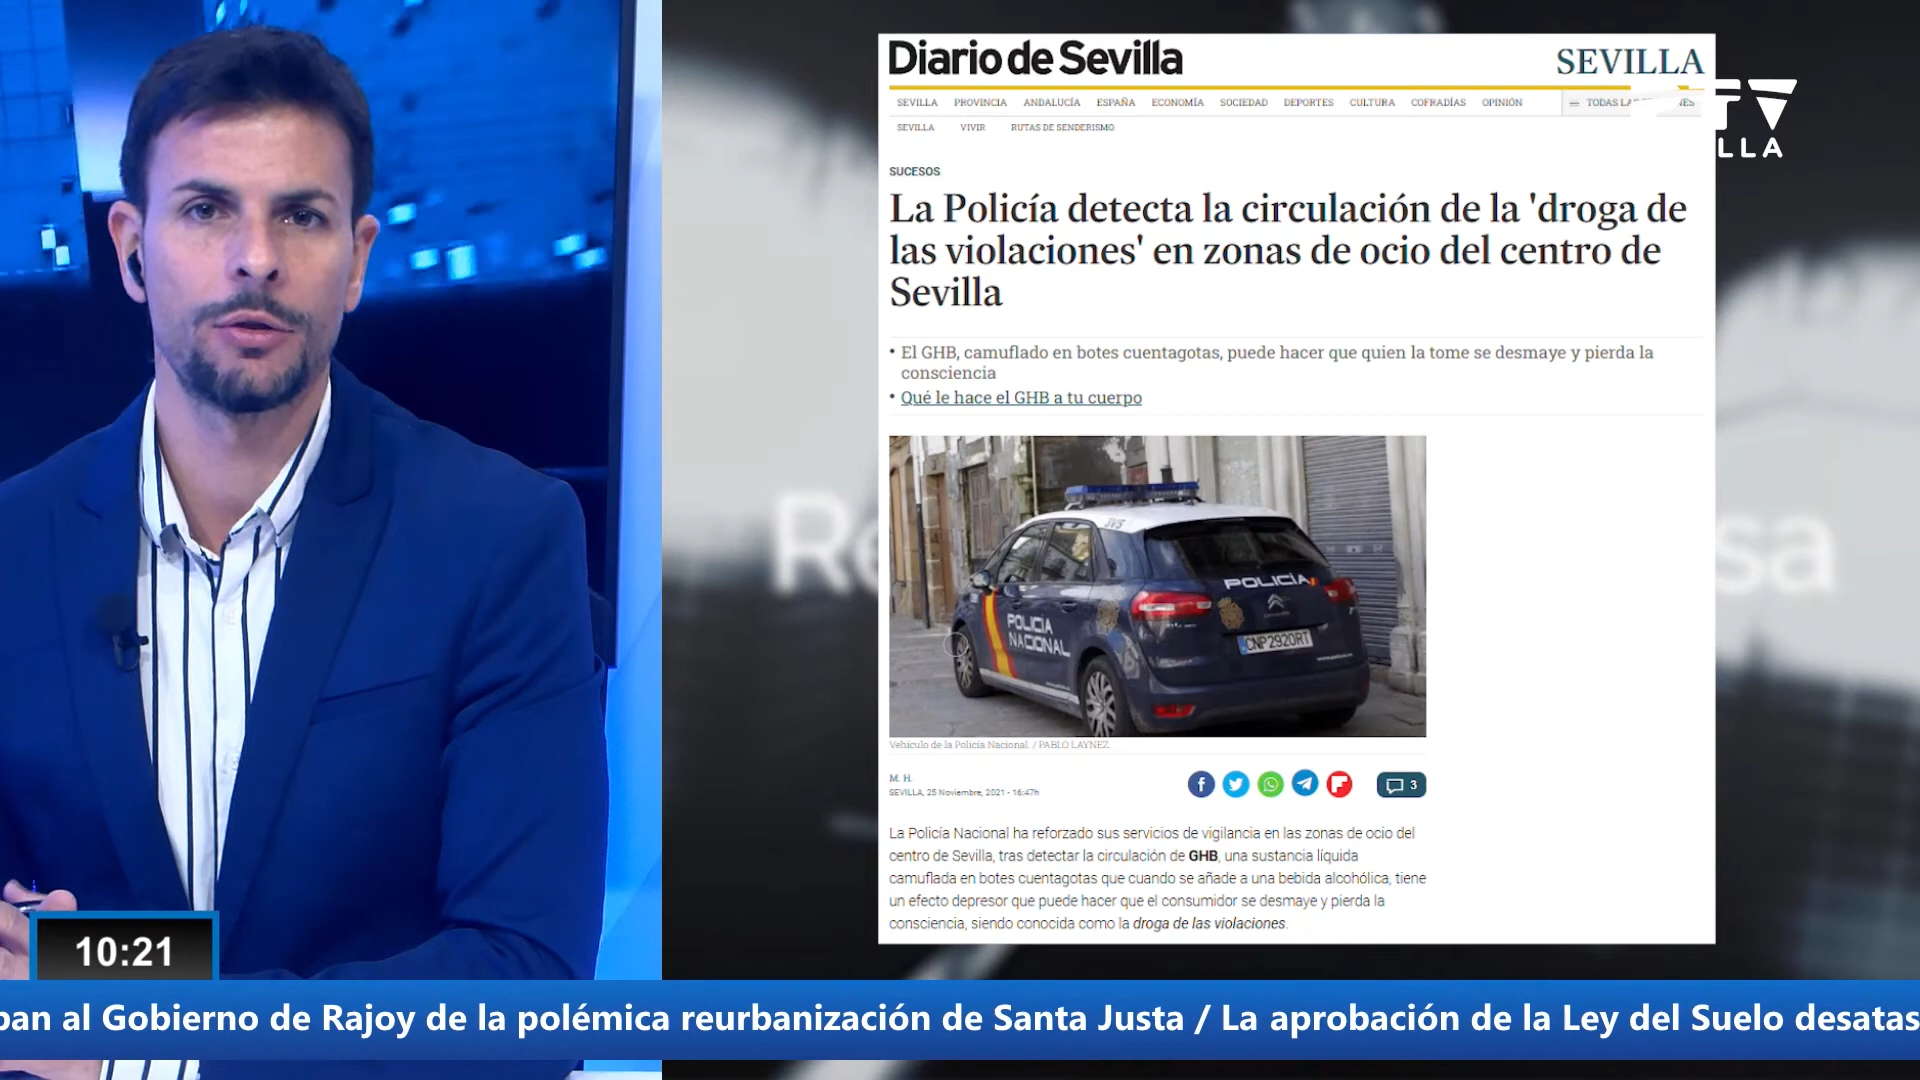 Diario de Sevilla
SEVILLA
SEVILLA PROVINCIA ANDALUCÍA ESPAÑA ECONOMÍA SOCIEDAD DEPORTES CULTURA COFRADÍAS OPINIÓN
SEVILLA VIVIR RUTAS DE SENDERISMO
SUCESOS
La Policía detecta la circulación de la 'droga de
las violaciones' en zonas de ocio del centro de
Sevilla
• El GHB, camuflado en botes cuentagotas, puede hacer que quien la tome se desmaye y pierda la
consciencia
• Qué le hace el GHB a tu cuerpo
POLICÍA
POLICIA
NACIONAL
CNP2920RT
Vehículo de la Policía Nacional. / PABLO LAYNEZ.
M. H.
SEVILLA, 25 Noviembre, 2021 - 16:47h
3
La Policía Nacional ha reforzado sus servicios de vigilancia en las zonas de ocio del
centro de Sevilla, tras detectar la circulación de GHB, una sustancia líquida
camuflada en botes cuentagotas que cuando se añade a una bebida alcohólica, tiene
un efecto depresor que puede hacer que el consumidor se desmaye y pierda la
consciencia, siendo conocida como la droga de las violaciones.
10:21
ban al Gobierno de Rajoy de la polémica reurbanización de Santa Justa / La aprobación de la Ley del Suelo desatas